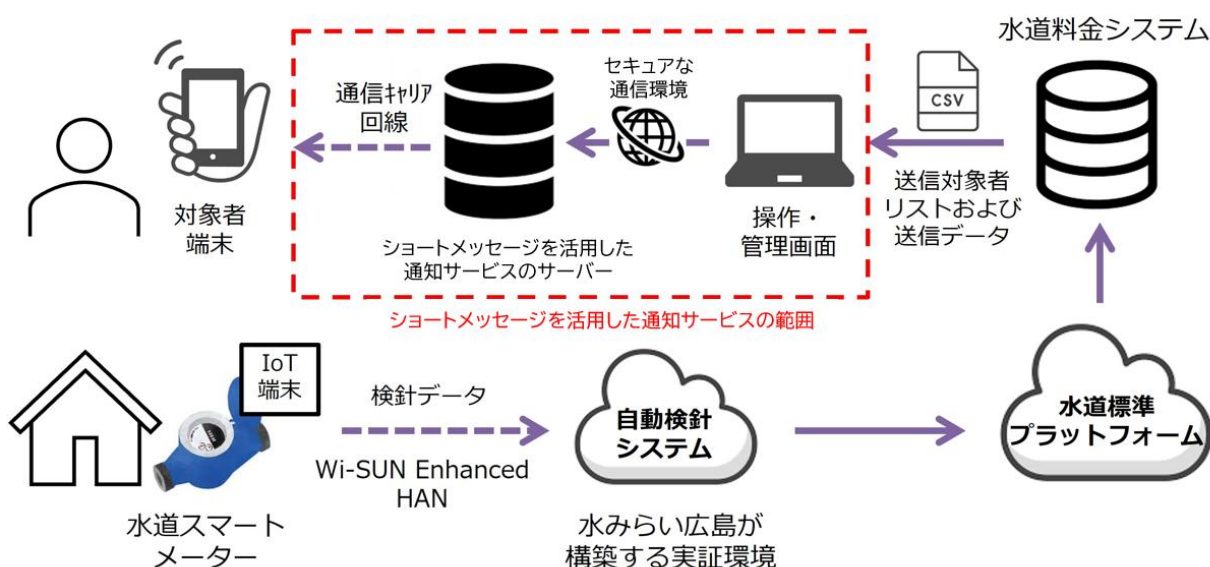 水道料金システム
CSV
送信対象者
リストおよび
送信データ
セキュアな
通信環境
操作・
管理画面
通信ｷｬﾘｱ
回線
ショートメッセージを活用した
通知サービスのサーバー
対象者
端末
ショートメッセージを活用した通知サービスの範囲
IoT
端末
水道スマート
メーター
検針データ
Wi-SUN Enhanced
HAN
自動検針
システム
水みらい広島が
構築する実証環境
水道標準
プラットフォーム